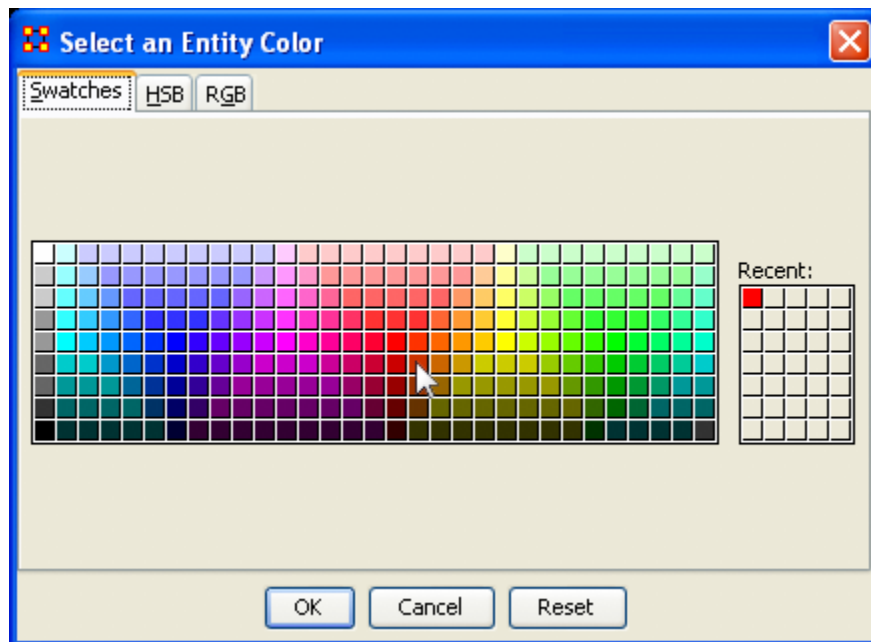 Select an Entity Color
Swatches HSB RGB
Recent:
OK Cancel Reset